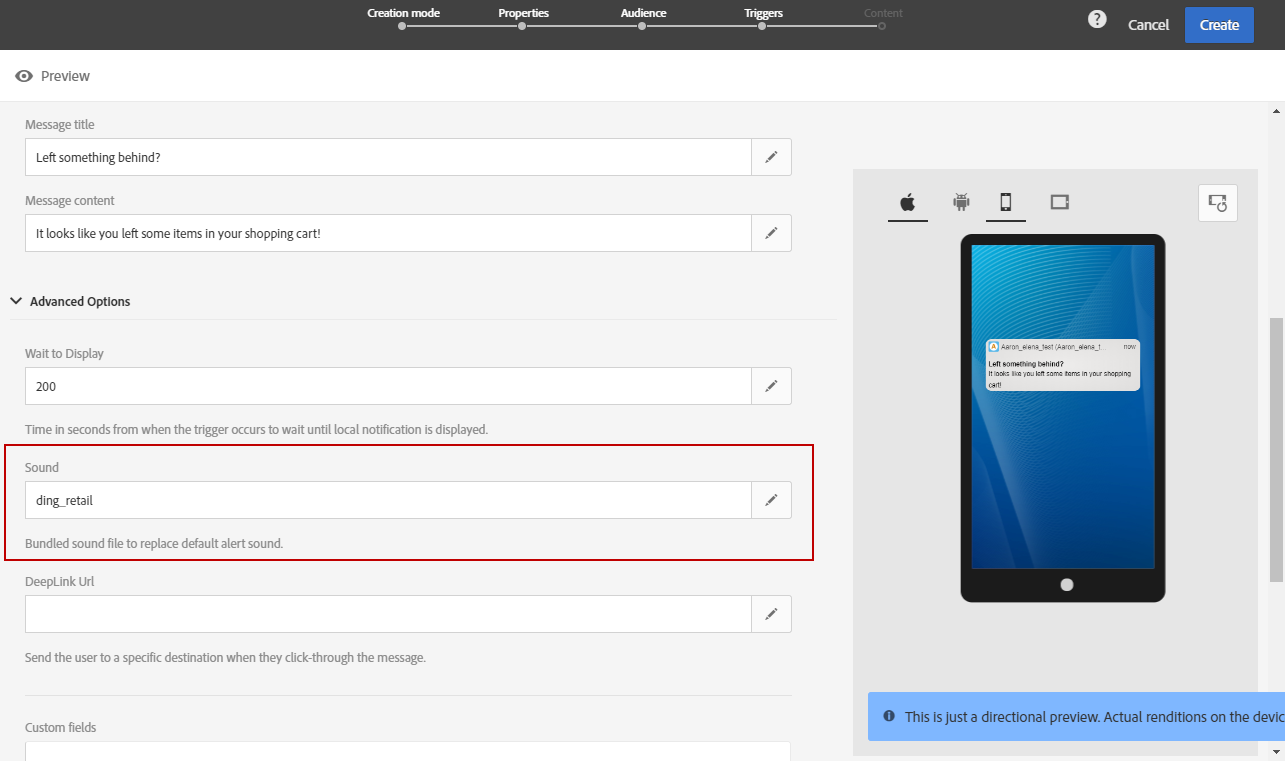 Creation mode
Properties
Audience
Triggers
Content
?
Cancel
Create
Preview
Message title
Left something behind?
Message content
It looks like you left some items in your shopping cart!
Advanced Options
Wait to Display
200
Time in seconds from when the trigger occurs to wait until local notification is displayed.
Sound
ding_retail
Bundled sound file to replace default alert sound.
DeepLink Url
Send the user to a specific destination when they click-through the message.
Custom fields
Aaron_elena_test (Aaron_elena_t... now
Left something behind?
It looks like you left some items in your shopping
cart!
This is just a directional preview. Actual renditions on the devic